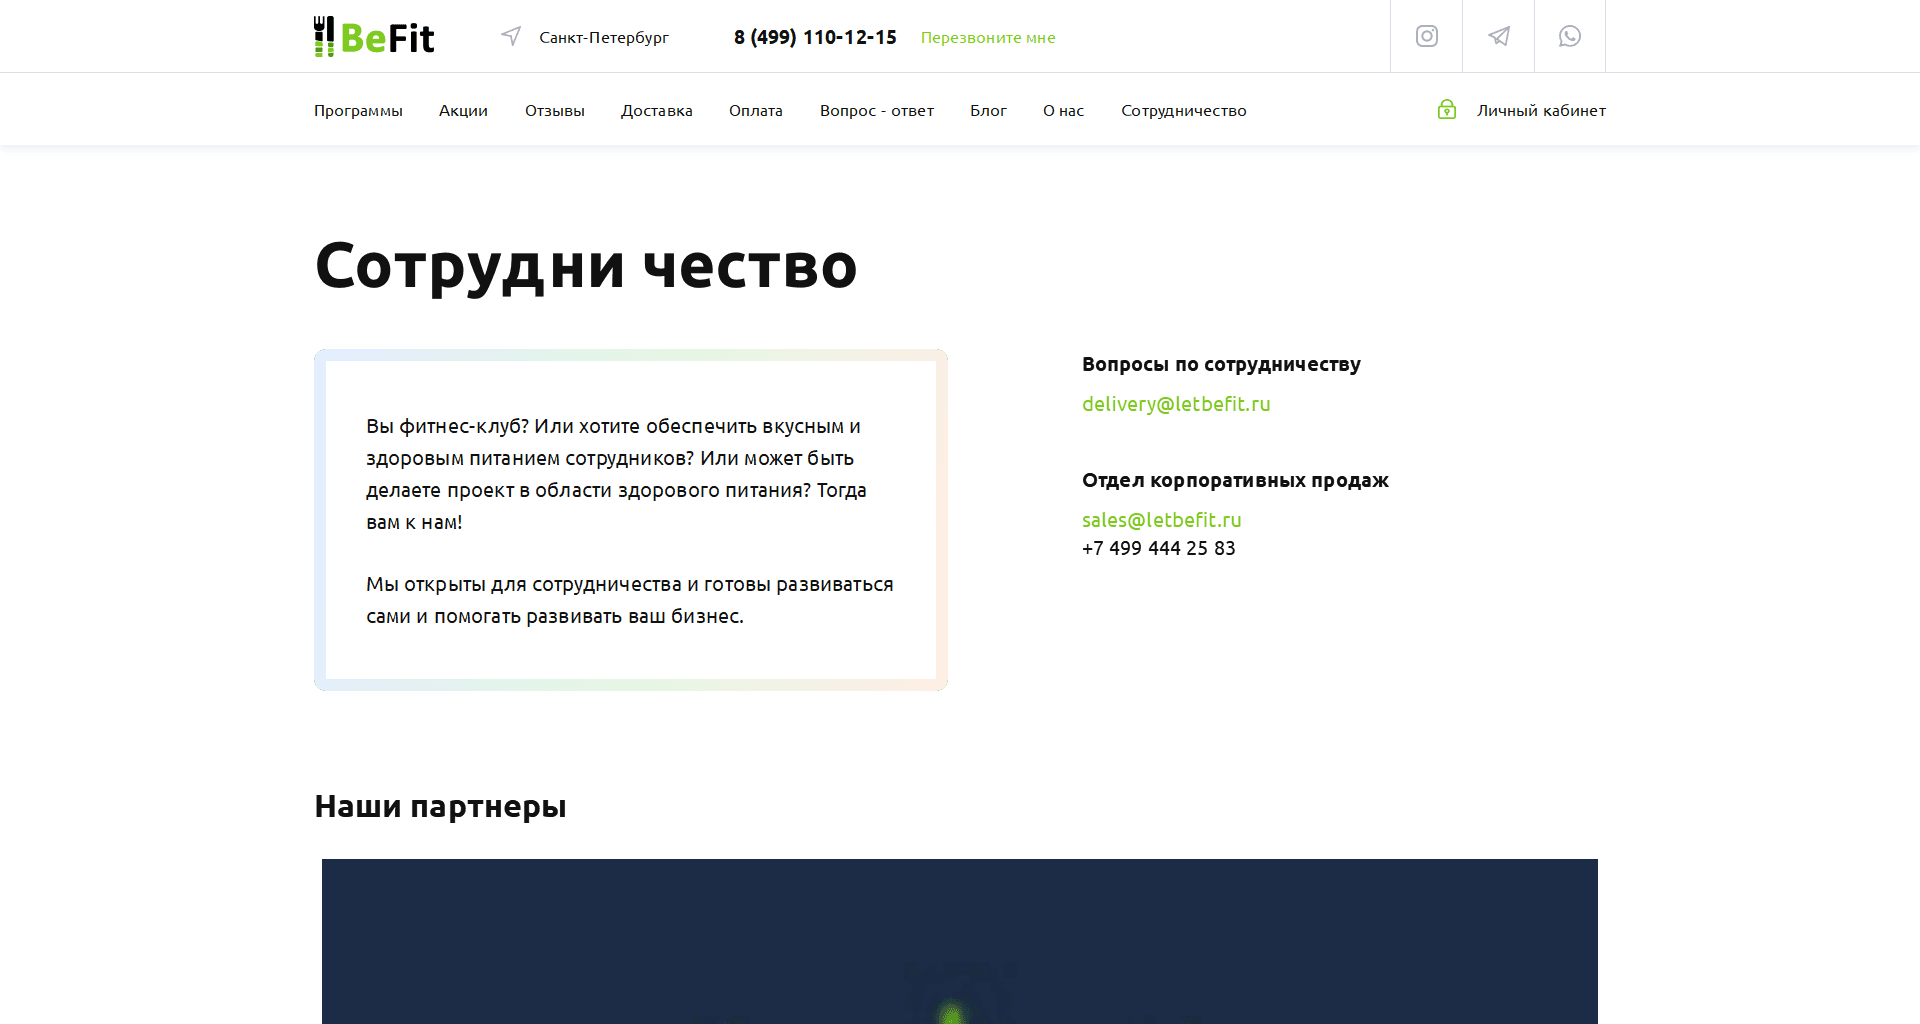 BeFit
Санкт-Петербург
8 (499) 110-12-15
Перезвоните мне
Программы
Акции
Отзывы
Доставка
Оплата
Вопрос - ответ
Блог
О нас
Сотрудничество
Личный кабинет
Сотрудни чество
Вы фитнес-клуб? Или хотите обеспечить вкусным и
здоровым питанием сотрудников? Или может быть
делаете проект в области здорового питания? Тогда
вам к нам!
Мы открыты для сотрудничества и готовы развиваться
сами и помогать развивать ваш бизнес.
Вопросы по сотрудничеству
delivery@letbefit.ru
Отдел корпоративных продаж
sales@letbefit.ru
+7 499 444 25 83
Наши партнеры